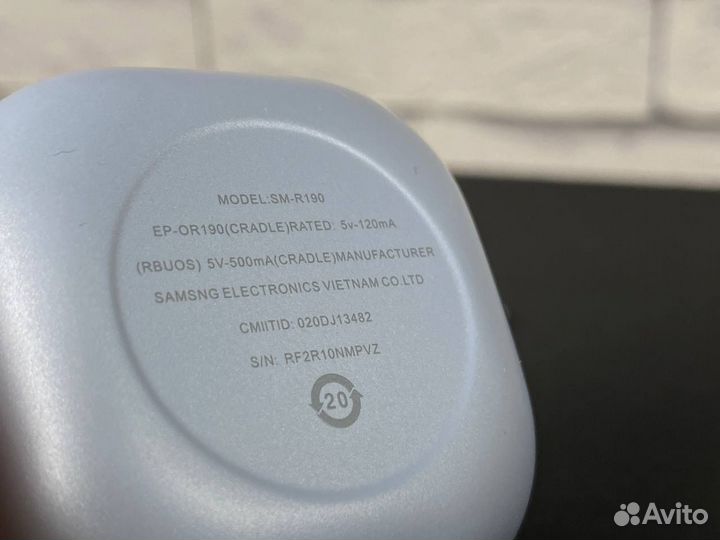 MODEL:SM-R190
EP-OR190(CRADLE)RATED: 5v-120mA
(RBUOS) 5V-500mA(CRADLE)MANUFACTURER
SAMSNG ELECTRONICS VIETNAM CO.LTD
CMIITID: 020DJ13482
S/N: RF2R10NMPVZ
20
Avito